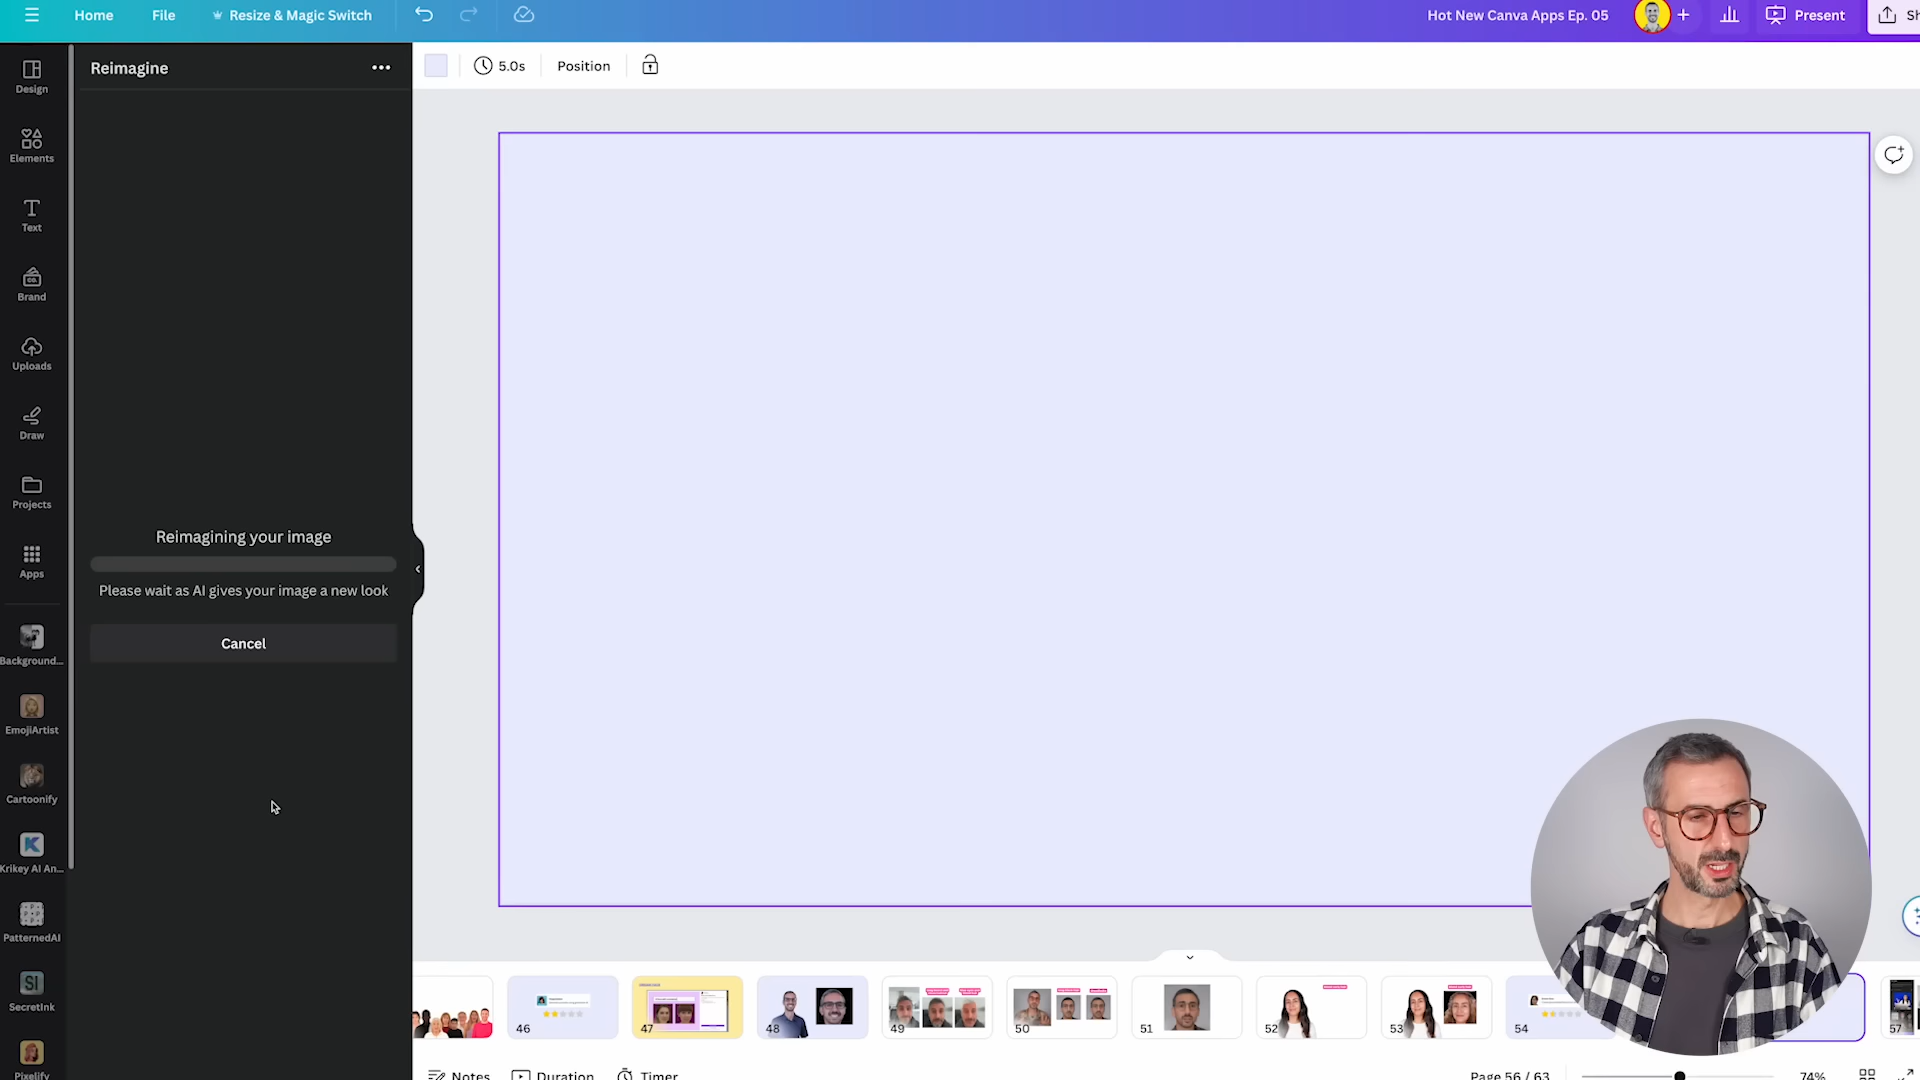 Home File Resize & Magic Switch
Hot New Canva Apps Ep. 05
Present
Reimagine
5.0s Position
Design
Elements
Text
Brand
Uploads
Draw
Projects
Apps
Background...
EmojiArtist
Cartoonify
Krikey AI An...
PatternedAI
SecretInk
Pixelify
Reimagining your image
Please wait as AI gives your image a new look
Cancel
46
47
48
49
50
51
52
53
54
57
Notes Duration Timer
Page 56 / 63
74%